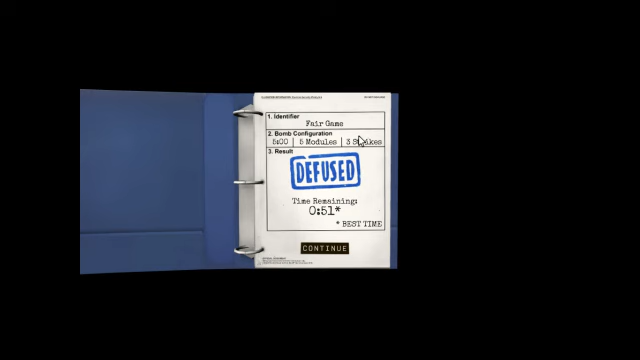 1. Identifier
Fair Game
2. Bomb Configuration
5:00 | 5 Modules | 3 Strikes
3. Result
DEFUSED
Time Remaining:
0:51*
* BEST TIME
CONTINUE